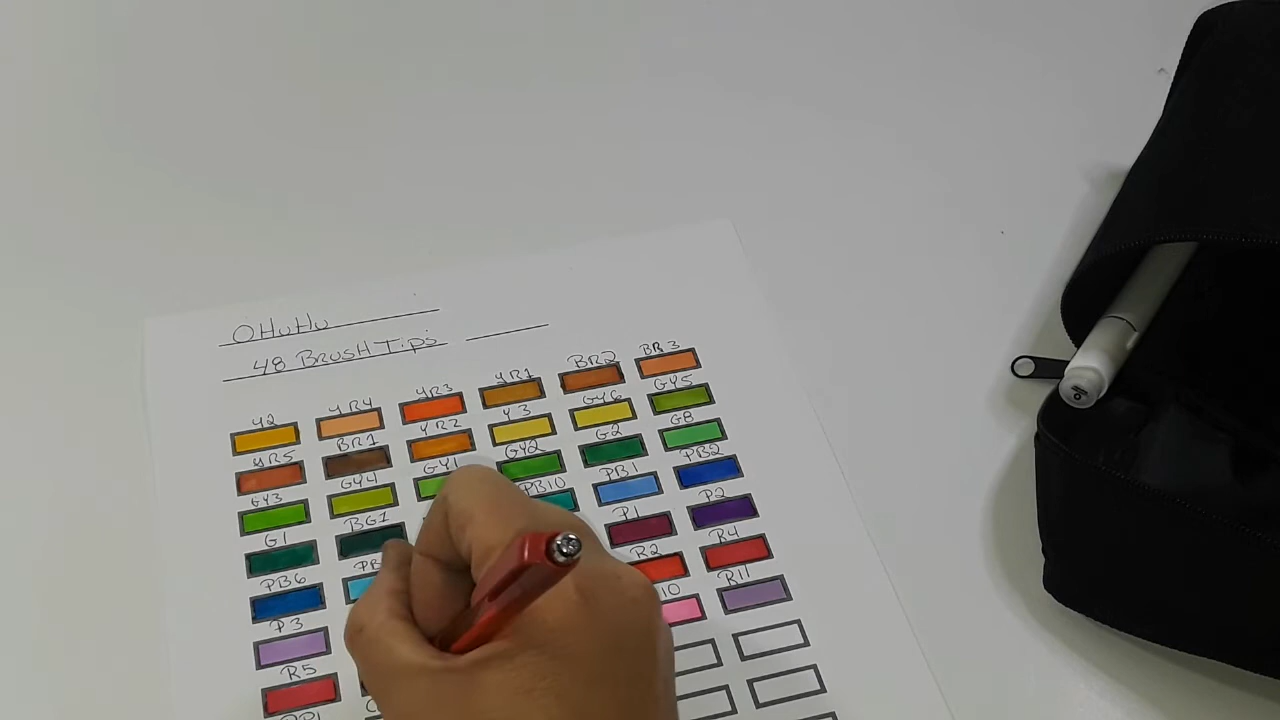 OHuHu
48 BRUSH TIPS
Y2 YR4 YR3 YR1 BR2 BR3
YR5 BR1 YR2 Y3 GY6 GY5
GY3 GY4 GY1 GY2 G2 G8
G1 BG1 PB10 PB1 PB2
PB6 P1 P2
P3 R2 R4
R5 R11